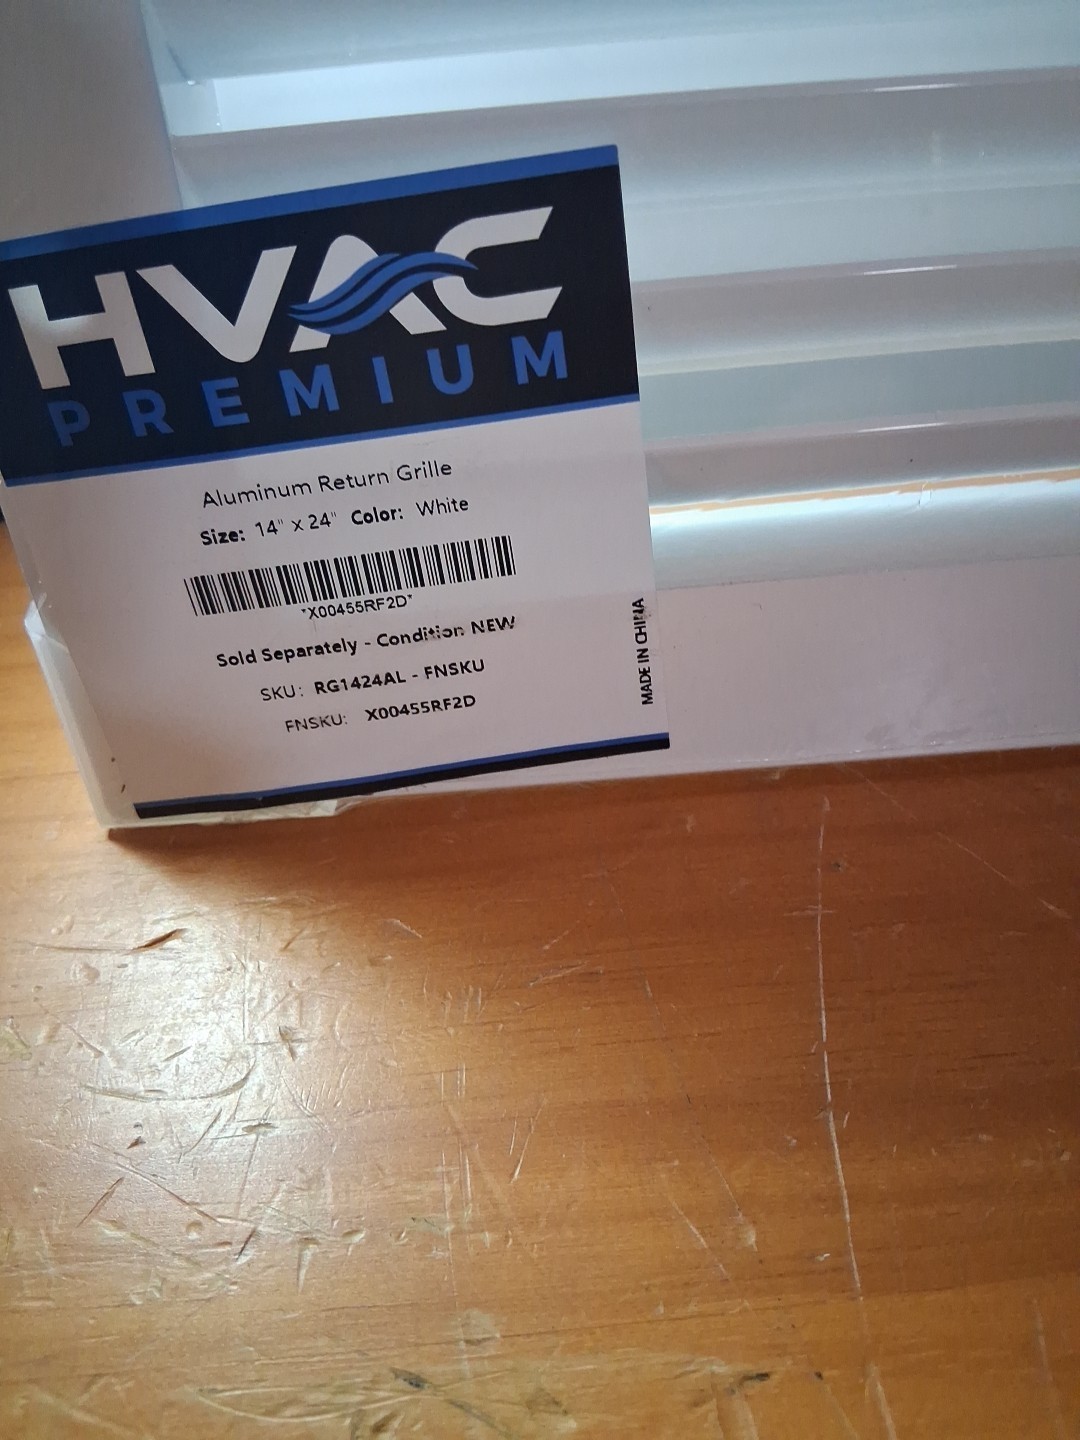 HVAC
PREMIUM
Aluminum Return Grille
Size: 14" x 24" Color: White
*X00455RF2D*
Sold Separately - Condition NEW
SKU: RG1424AL - FNSKU
FNSKU: X00455RF2D
MADE IN CHINA